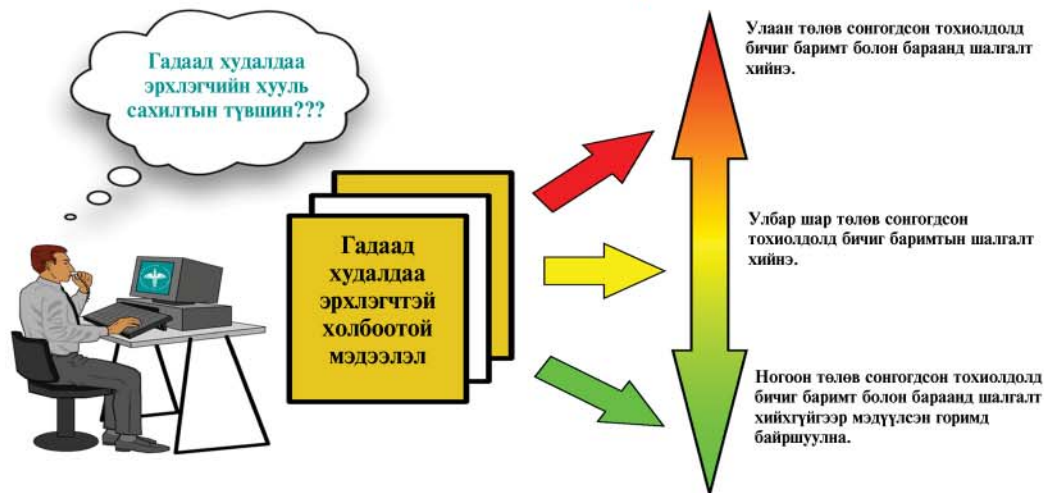 Гадаад худалдаа
эрхлэгчийн хууль
сахилтын түвшин???
Гадаад
худалдаа
эрхлэгчтэй
холбоотой
мэдээлэл
Улаан төлөв сонгогдсон тохиолдолд
бичиг баримт болон бараанд шалгалт
хийнэ.
Улбар шар төлөв сонгогдсон
тохиолдолд бичиг баримтын шалгалт
хийнэ.
Ногоон төлөв сонгогдсон тохиолдолд
бичиг баримт болон бараанд шалгалт
хийхгүйгээр мэдүүлсэн горимд
байршуулна.